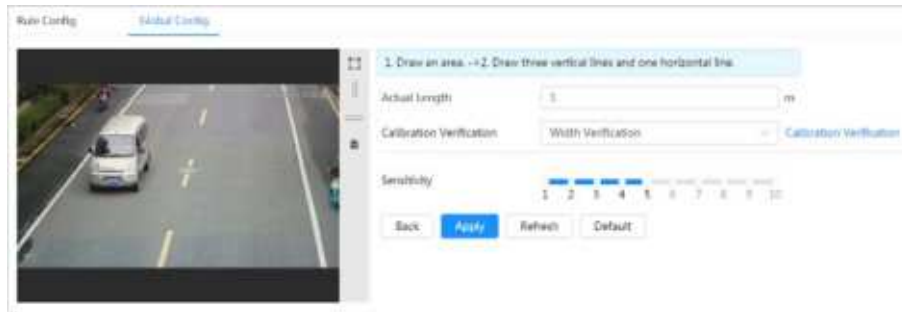 Rule Config Global Config
1. Draw an area. -->2. Draw three vertical lines and one horizontal line.
Actual Length 5 m
Calibration Verification Width Verification Calibration Verification
Sensitivity
1 2 3 4 5 6 7 8 9 10
Back Apply Refresh Default